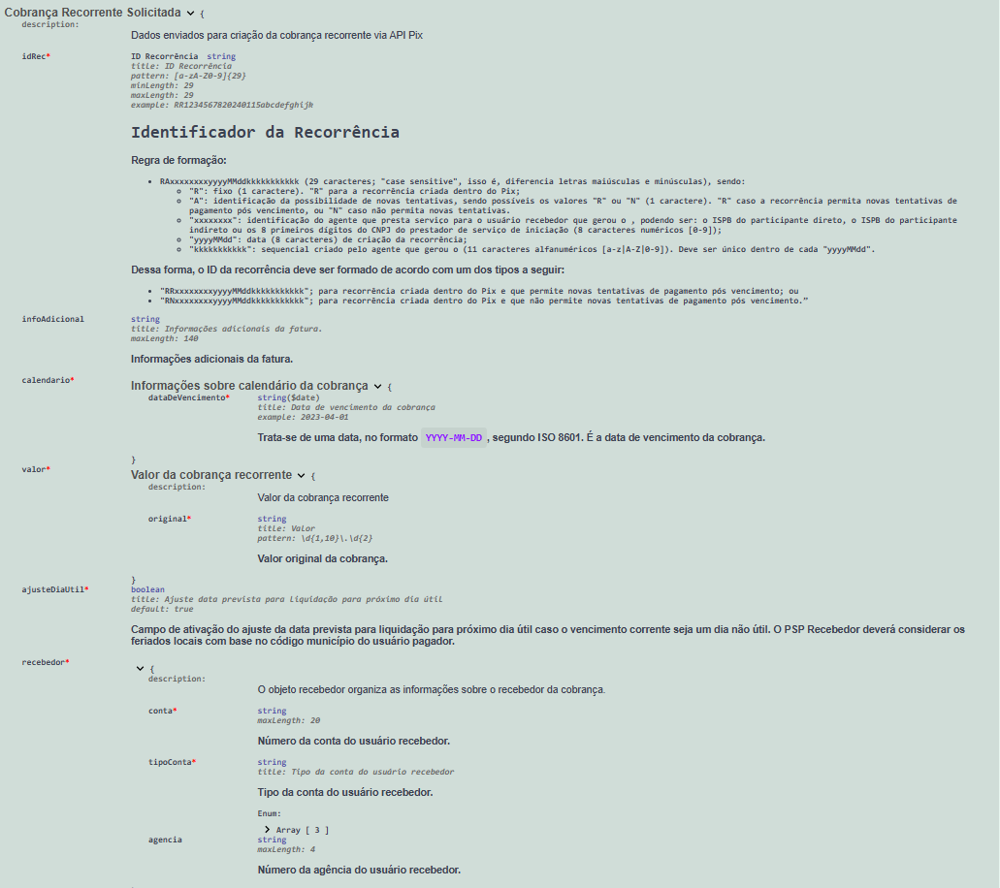 Cobrança Recorrente Solicitada {
description:
Dados enviados para criação da cobrança recorrente via API Pix
idRec* ID Recorrência string
title: ID Recorrência
pattern: [a-zA-Z0-9]{29}
minLength: 29
maxLength: 29
example: RR1234567820240115abcdefghijk
Identificador da Recorrência
Regra de formação:
• RAxxxxxxxxyyyyMMddkkkkkkkkkkk (29 caracteres; "case sensitive", isso é, diferencia letras maiúsculas e minúsculas), sendo:
"R": fixo (1 caractere). "R" para a recorrência criada dentro do Pix;
"A": identificação da possibilidade de novas tentativas, sendo possíveis os valores "R" ou "N" (1 caractere). "R" caso a recorrência permita novas tentativas de
pagamento pós vencimento, ou "N" caso não permita novas tentativas.
"xxxxxxxx": identificação do agente que presta serviço para o usuário recebedor que gerou o , podendo ser: o ISPB do participante direto, o ISPB do participante
indireto ou os 8 primeiros dígitos do CNPJ do prestador de serviço de iniciação (8 caracteres numéricos [0-9]);
"yyyyMMdd": data (8 caracteres) de criação da recorrência;
"kkkkkkkkkkk": sequencial criado pelo agente que gerou o (11 caracteres alfanuméricos [a-z|A-Z|0-9]). Deve ser único dentro de cada "yyyyMMdd".
Dessa forma, o ID da recorrência deve ser formado de acordo com um dos tipos a seguir:
• "RRxxxxxxxxyyyyMMddkkkkkkkkkkk"; para recorrência criada dentro do Pix e que permite novas tentativas de pagamento pós vencimento; ou
• "RNxxxxxxxxyyyyMMddkkkkkkkkkkk"; para recorrência criada dentro do Pix e que não permite novas tentativas de pagamento pós vencimento.”
infoAdicional string
title: Informações adicionais da fatura.
maxLength: 140
Informações adicionais da fatura.
calendario* Informações sobre calendário da cobrança {
dataDeVencimento* string($date)
title: Data de vencimento da cobrança
example: 2023-04-01
Trata-se de uma data, no formato YYYY-MM-DD, segundo ISO 8601. É a data de vencimento da cobrança.
}
valor* Valor da cobrança recorrente {
description:
Valor da cobrança recorrente
original* string
title: Valor
pattern: \d{1,10}\.\d{2}
Valor original da cobrança.
}
ajusteDiaUtil* boolean
title: Ajuste data prevista para liquidação para próximo dia útil
default: true
Campo de ativação do ajuste da data prevista para liquidação para próximo dia útil caso o vencimento corrente seja um dia não útil. O PSP Recebedor deverá considerar os
feriados locais com base no código município do usuário pagador.
recebedor* {
description:
O objeto recebedor organiza as informações sobre o recebedor da cobrança.
conta* string
maxLength: 20
Número da conta do usuário recebedor.
tipoConta* string
title: Tipo da conta do usuário recebedor
Tipo da conta do usuário recebedor.
Enum:
Array [ 3 ]
agencia string
maxLength: 4
Número da agência do usuário recebedor.